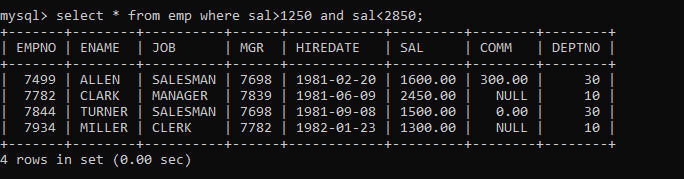 mysql> select * from emp where sal>1250 and sal<2850;
+-------+--------+----------+------+------------+---------+--------+--------+
| EMPNO | ENAME  | JOB      | MGR  | HIREDATE   | SAL     | COMM   | DEPTNO |
+-------+--------+----------+------+------------+---------+--------+--------+
|  7499 | ALLEN  | SALESMAN | 7698 | 1981-02-20 | 1600.00 | 300.00 |     30 |
|  7782 | CLARK  | MANAGER  | 7839 | 1981-06-09 | 2450.00 |   NULL |     10 |
|  7844 | TURNER | SALESMAN | 7698 | 1981-09-08 | 1500.00 |   0.00 |     30 |
|  7934 | MILLER | CLERK    | 7782 | 1982-01-23 | 1300.00 |   NULL |     10 |
+-------+--------+----------+------+------------+---------+--------+--------+
4 rows in set (0.00 sec)